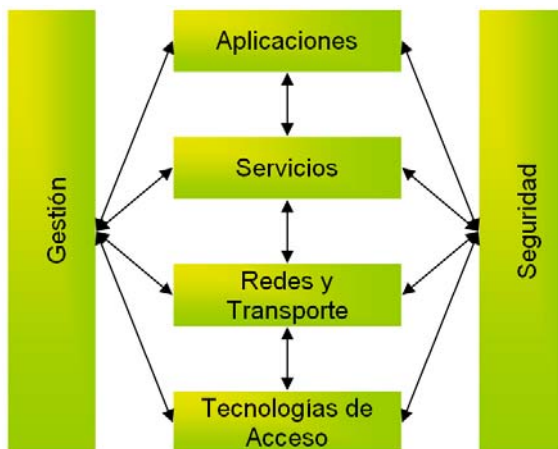 Aplicaciones
Servicios
Redes y
Transporte
Tecnologías de
Acceso
Gestión
Seguridad